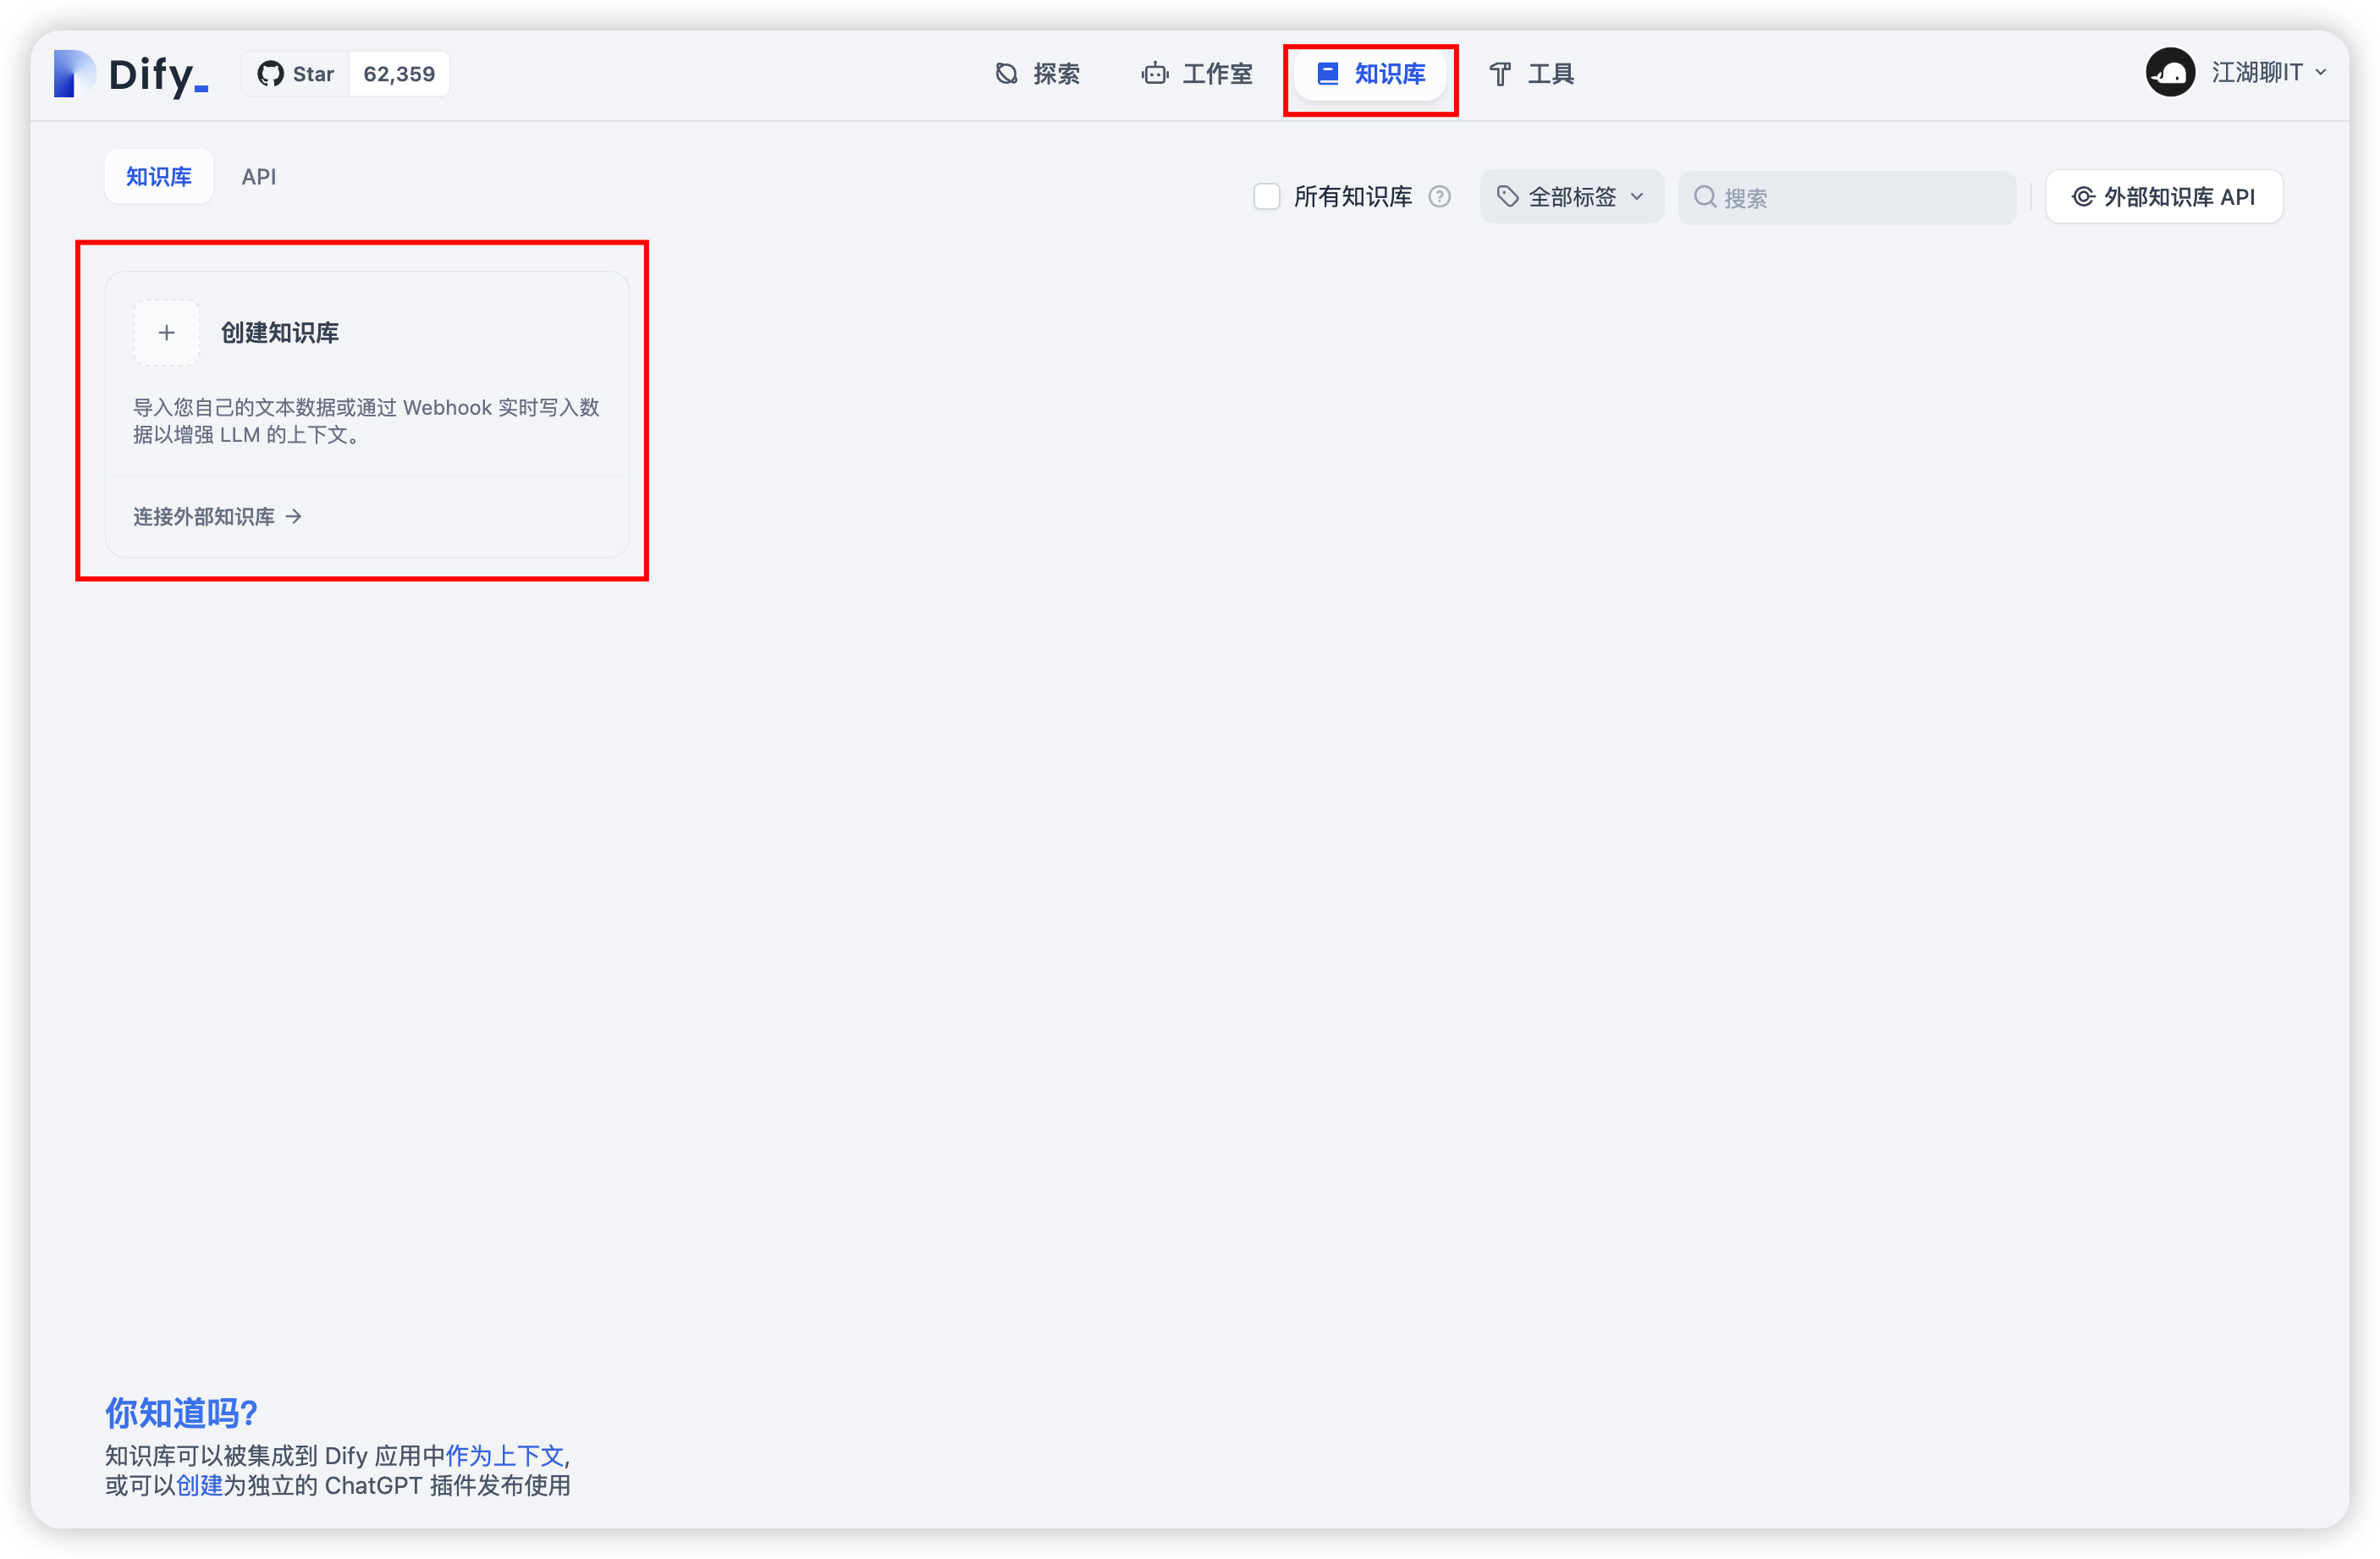 Dify_
Star 62,359
探索
工作室
知识库
工具
江湖聊IT
知识库
API
所有知识库
全部标签
搜索
外部知识库 API
创建知识库
导入您自己的文本数据或通过 Webhook 实时写入数
据以增强 LLM 的上下文。
连接外部知识库
你知道吗?
知识库可以被集成到 Dify 应用中作为上下文,
或可以创建为独立的 ChatGPT 插件发布使用